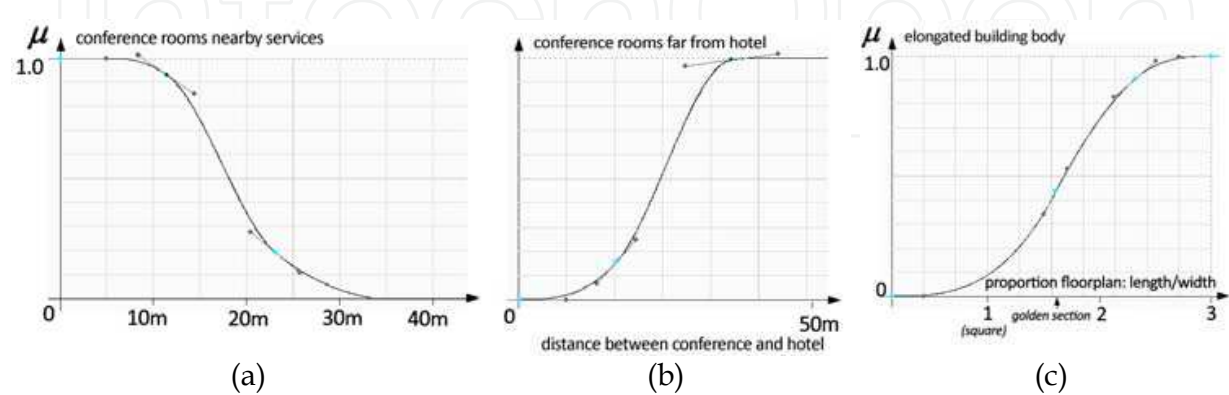 μ conference rooms nearby services
1.0
0 10m 20m 30m 40m
(a)
conference rooms far from hotel
0 50m
distance between conference and hotel
(b)
μ elongated building body
1.0
0
proportion floorplan: length/width
1 golden section 2 3
(square)
(c)